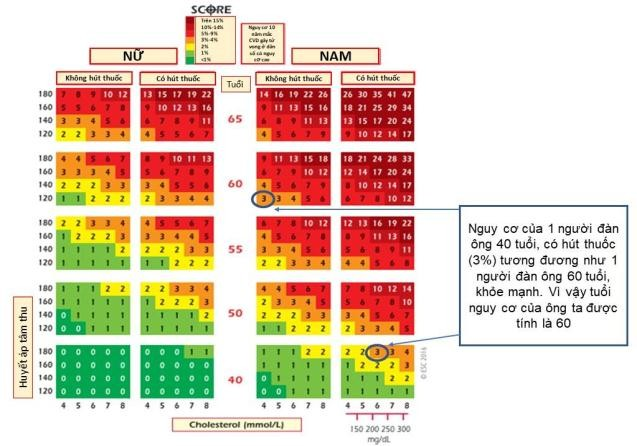 SCORE
Trên 15%
10%-14%
5%-9%
3%-4%
2%
1%
<1%
Nguy cơ 10
năm mắc
CVD gây tử
vong ở dân
số có nguy
cơ cao
NỮ
NAM
Không hút thuốc
Có hút thuốc
Tuổi
Không hút thuốc
Có hút thuốc
180 7 8 9 10 12 13 15 17 19 22 14 16 19 22 26 26 30 35 41 47
160 5 5 6 7 8 9 10 12 13 16 9 11 13 15 16 18 21 25 29 34
65
140 3 3 4 5 6 6 7 8 9 11 6 8 9 11 13 13 15 17 20 24
120 2 2 3 3 4 4 5 5 6 7 4 5 6 7 9 9 10 12 14 17
180 4 4 5 6 7 8 9 10 11 13 9 11 13 15 18 18 21 24 28 33
160 3 3 3 4 5 5 6 7 8 9 6 7 9 10 12 12 14 17 20 24
60
140 2 2 2 3 3 3 4 5 5 6 4 5 6 7 9 8 10 12 14 17
120 1 1 2 2 2 2 3 3 4 4 3 3 4 5 6 6 7 8 10 12
180 2 2 3 3 4 4 5 5 6 7 6 7 8 10 12 12 13 16 19 22
160 1 2 2 2 3 3 3 4 4 5 4 5 6 7 8 8 9 11 13 16
55
140 1 1 1 1 2 2 2 2 3 3 3 3 4 5 6 5 6 8 9 11
120 1 1 1 1 1 1 1 2 2 2 2 2 3 3 4 4 4 5 6 8
180 1 1 1 2 2 2 2 3 3 4 4 4 5 6 7 7 8 10 12 14
160 1 1 1 1 1 1 2 2 2 3 2 3 3 4 5 5 6 7 8 10
50
140 0 1 1 1 1 1 1 1 1 2 2 2 2 3 3 3 4 5 6 7
120 0 0 1 1 1 1 1 1 1 1 1 1 2 2 2 2 3 3 4 5
180 0 0 0 0 0 0 0 0 1 1 1 1 1 2 2 2 2 3 3 4
160 0 0 0 0 0 0 0 0 0 0 1 1 1 1 1 1 2 2 2 3
140 0 0 0 0 0 0 0 0 0 0 0 1 1 1 1 1 1 1 2 2
40
120 0 0 0 0 0 0 0 0 0 0 0 0 1 1 1 1 1 1 1 1
4 5 6 7 8 4 5 6 7 8 4 5 6 7 8 4 5 6 7 8
Huyết áp tâm thu
Cholesterol (mmol/L)
150 200 250 300
mg/dL
© ESC 2016
Nguy cơ của 1 người đàn
ông 40 tuổi, có hút thuốc
(3%) tương đương như 1
người đàn ông 60 tuổi,
khỏe mạnh. Vì vậy tuổi
nguy cơ của ông ta được
tính là 60